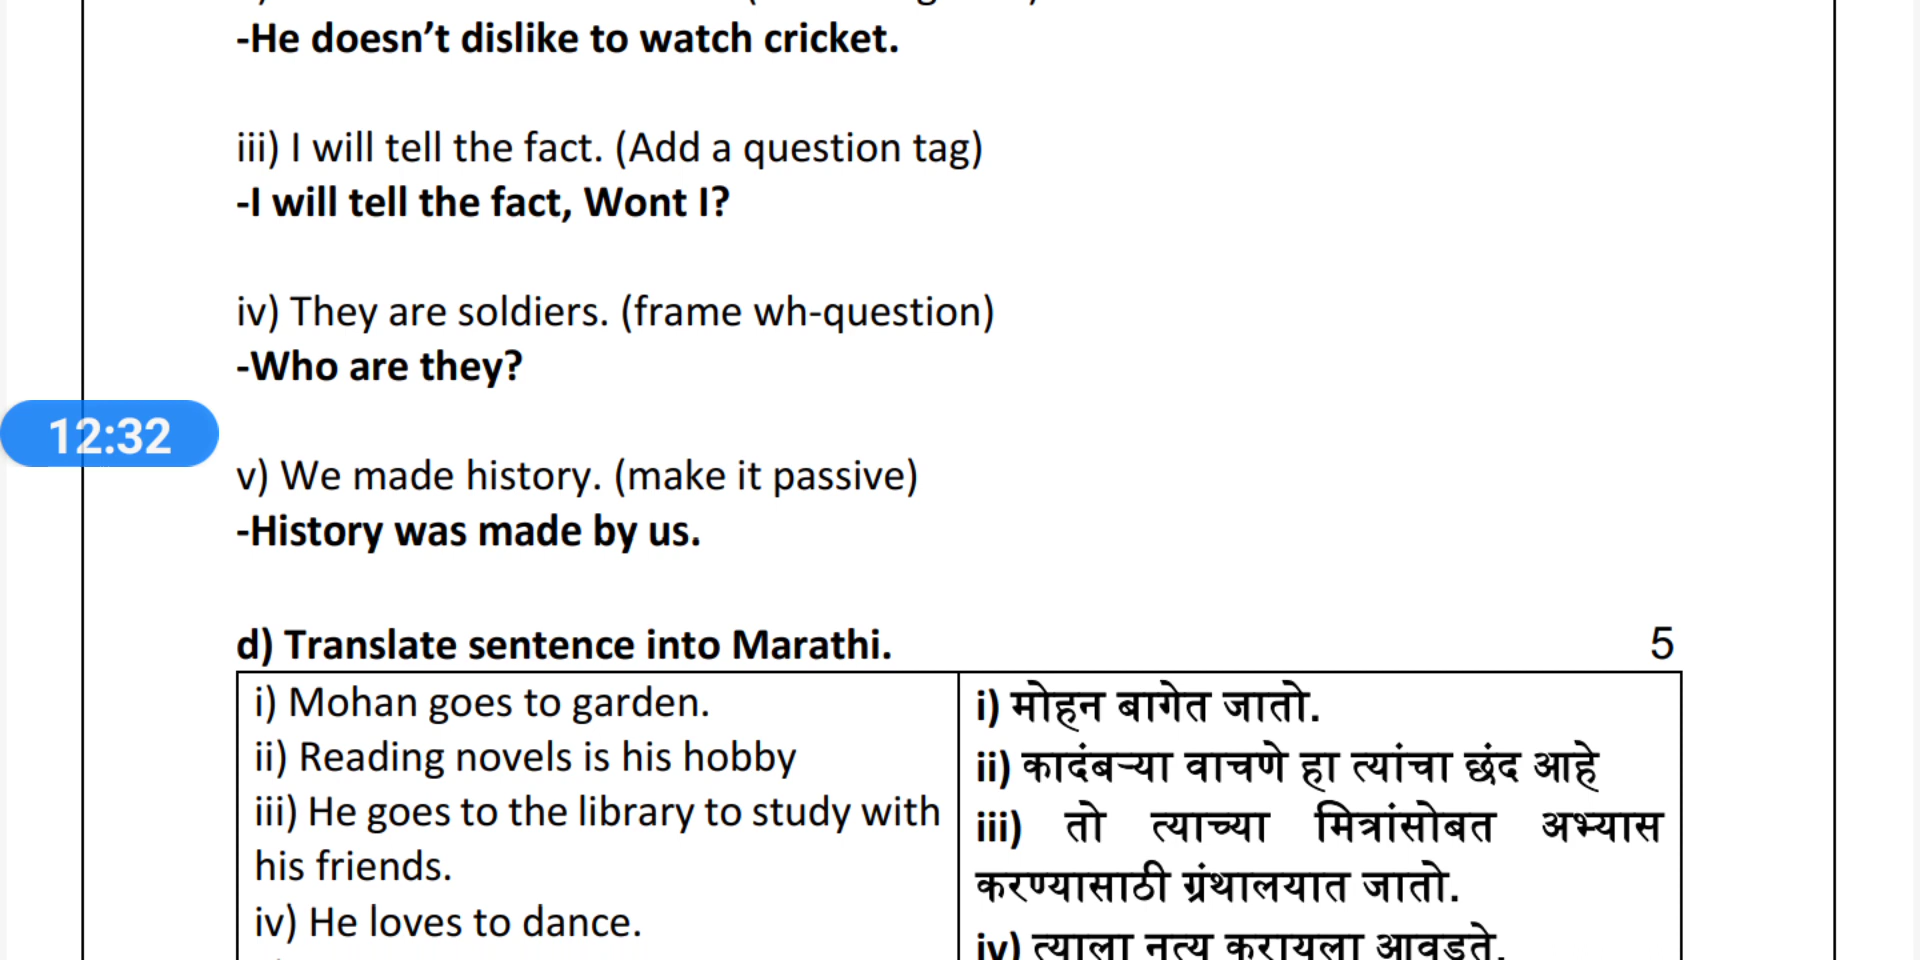 -He doesn’t dislike to watch cricket.
iii) I will tell the fact. (Add a question tag)
-I will tell the fact, Wont I?
iv) They are soldiers. (frame wh-question)
-Who are they?
12:32
v) We made history. (make it passive)
-History was made by us.
d) Translate sentence into Marathi. 5
i) Mohan goes to garden.
ii) Reading novels is his hobby
iii) He goes to the library to study with
his friends.
iv) He loves to dance.
i) मोहन बागेत जातो.
ii) कादंबऱ्या वाचणे हा त्यांचा छंद आहे
iii) तो त्याच्या मित्रांसोबत अभ्यास
करण्यासाठी ग्रंथालयात जातो.
iv) त्याला नृत्य करायला आवडते.